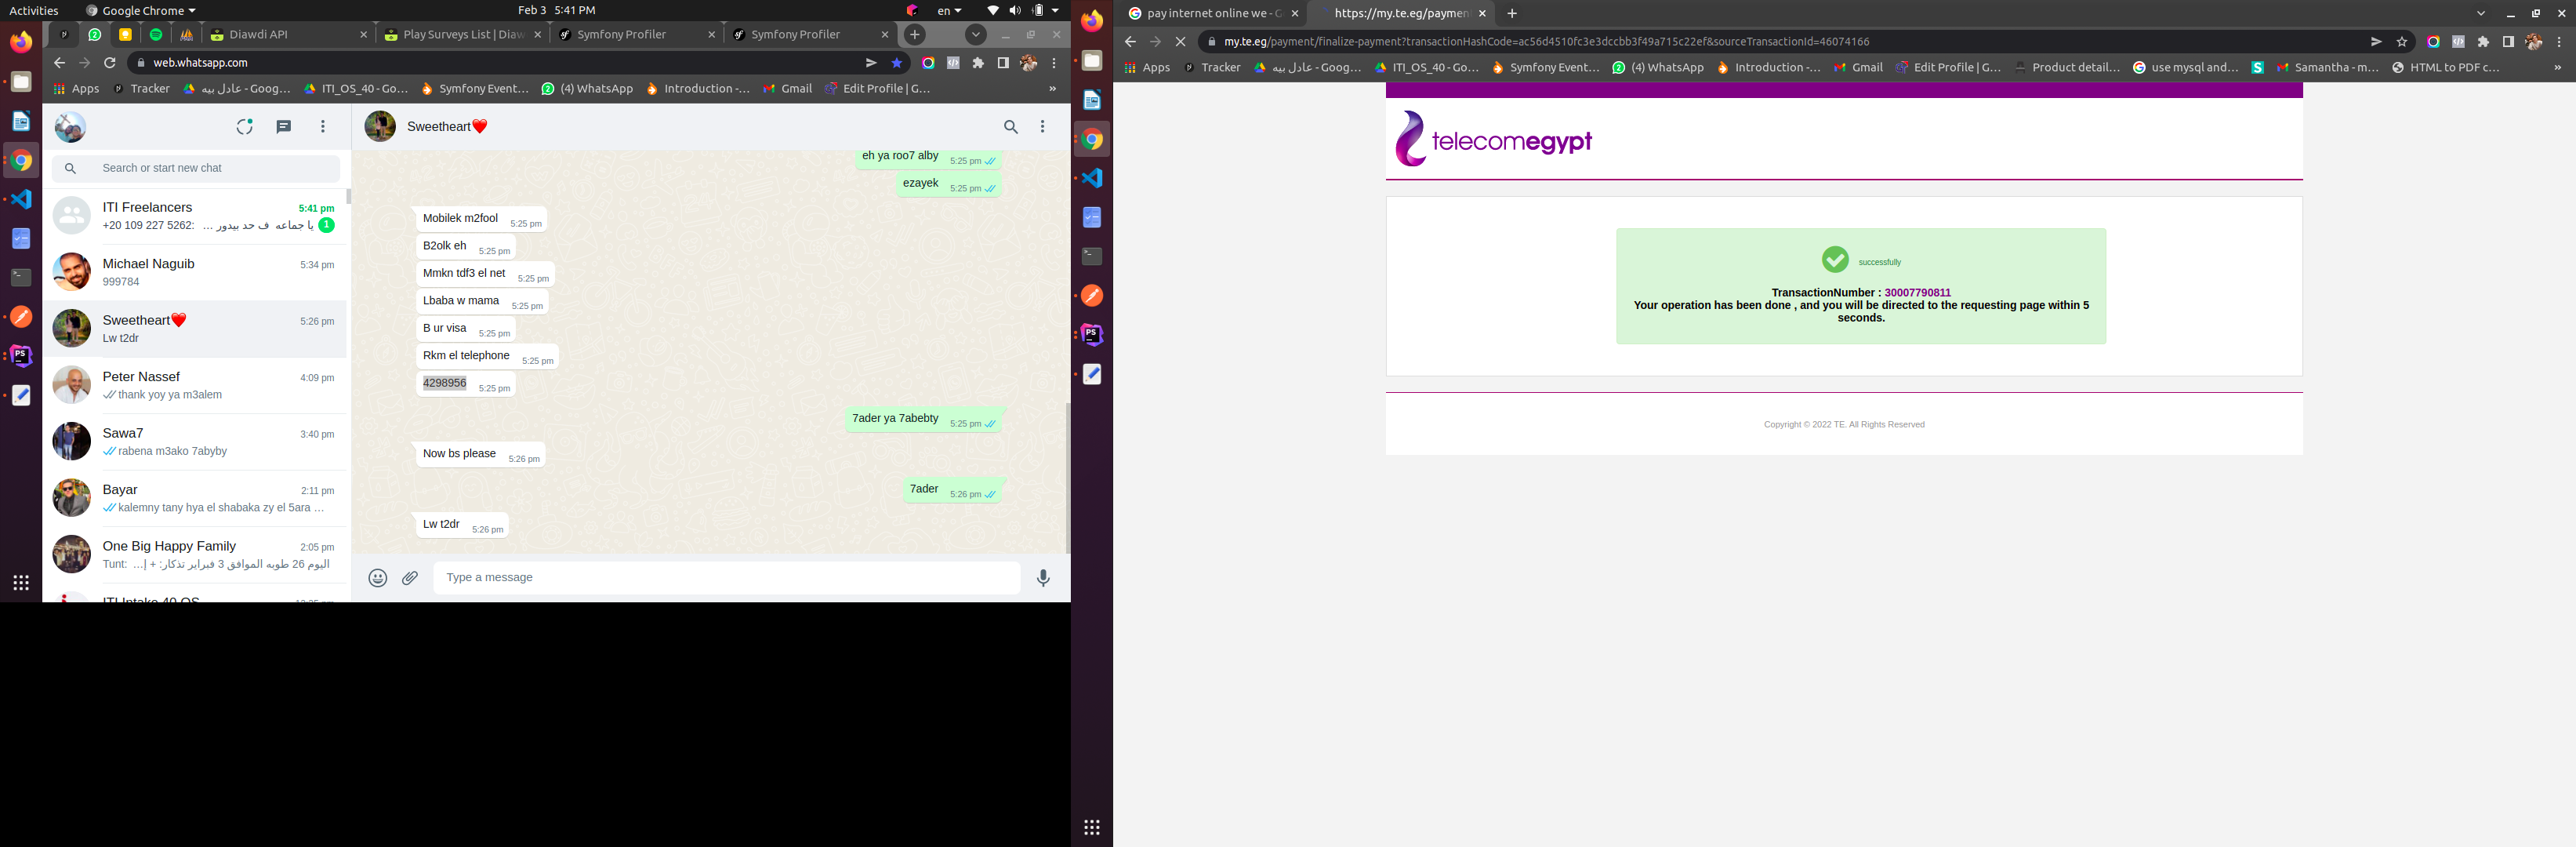 Activities
Google Chrome
Feb 3 5:41 PM
en
Diawdi API
Play Surveys List | Diaw
Symfony Profiler
Symfony Profiler
web.whatsapp.com
Apps
Tracker
عادل بيه - Goog...
ITI_OS_40 - Go...
Symfony Event...
(4) WhatsApp
Introduction -...
Gmail
Edit Profile | G...
»
Search or start new chat
ITI Freelancers
5:41 pm
+20 109 227 5262: يا جماعه ف حد بيدور ...
1
Michael Naguib
5:34 pm
999784
Sweetheart❤️
5:26 pm
Lw t2dr
Peter Nassef
4:09 pm
thank yoy ya m3alem
Sawa7
3:40 pm
rabena m3ako 7abyby
Bayar
2:11 pm
kalemny tany hya el shabaka zy el 5ara ...
One Big Happy Family
2:05 pm
Tunt: اليوم 26 طوبه الموافق 3 فبراير تذكار: + إ...
ITI Intake 40 OS
Sweetheart❤️
eh ya roo7 alby 5:25 pm
ezayek 5:25 pm
Mobilek m2fool 5:25 pm
B2olk eh 5:25 pm
Mmkn tdf3 el net 5:25 pm
Lbaba w mama 5:25 pm
B ur visa 5:25 pm
Rkm el telephone 5:25 pm
4298956 5:25 pm
7ader ya 7abebty 5:25 pm
Now bs please 5:26 pm
7ader 5:26 pm
Lw t2dr 5:26 pm
Type a message
pay internet online we - G
https://my.te.eg/paymen
my.te.eg/payment/finalize-payment?transactionHashCode=ac56d4510fc3e3dccbb3f49a715c22ef&sourceTransactionId=46074166
Apps
Tracker
عادل بيه - Goog...
ITI_OS_40 - Go...
Symfony Event...
(4) WhatsApp
Introduction -...
Gmail
Edit Profile | G...
Product detail...
use mysql and...
Samantha - m...
HTML to PDF c...
»
telecomegypt
successfully
TransactionNumber : 30007790811
Your operation has been done , and you will be directed to the requesting page within 5
seconds.
Copyright © 2022 TE. All Rights Reserved